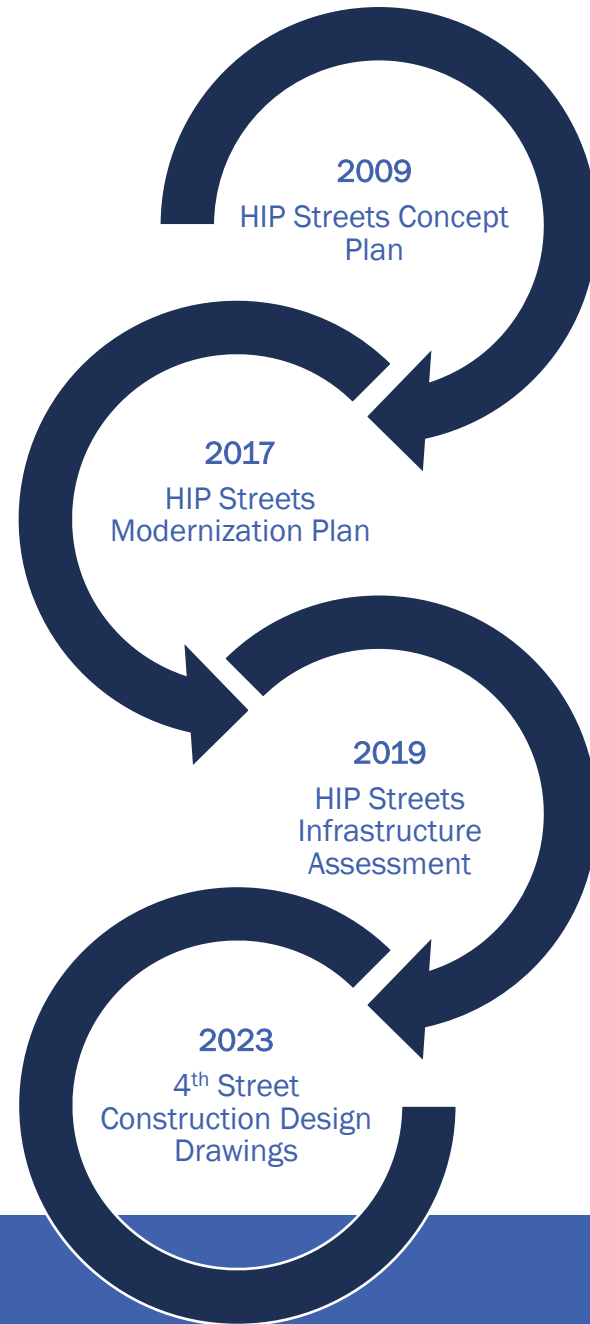 2009
HIP Streets Concept
Plan
2017
HIP Streets
Modernization Plan
2019
HIP Streets
Infrastructure
Assessment
2023
4th Street
Construction Design
Drawings